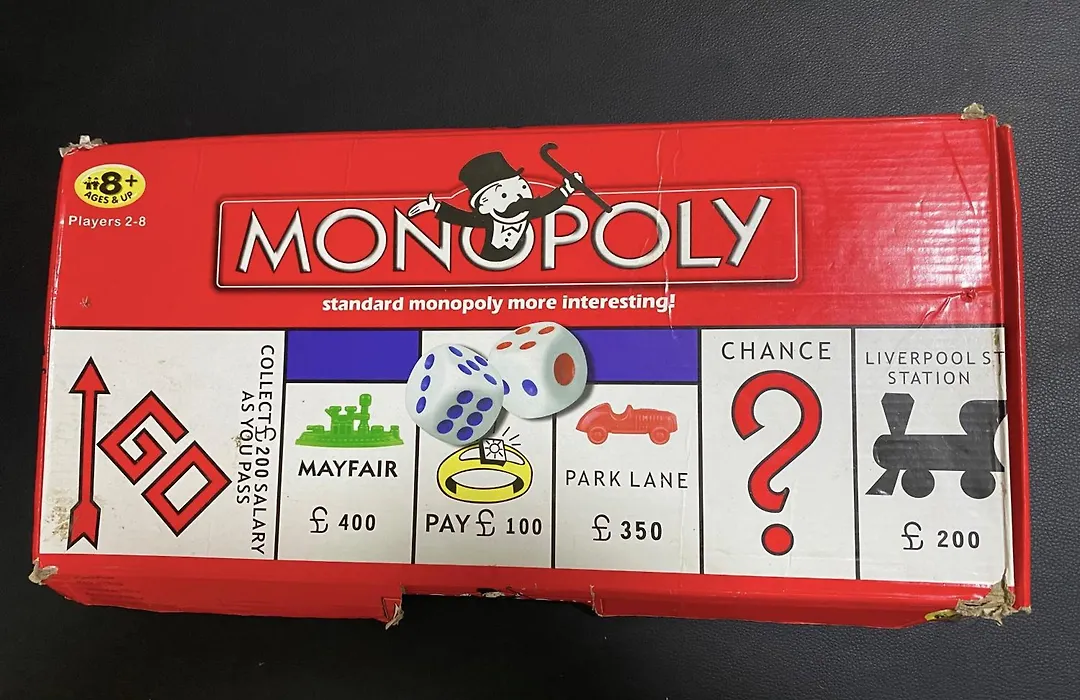 8+
AGES & UP
Players 2-8
MONOPOLY
standard monopoly more interesting!
GO
COLLECT £200 SALARY
AS YOU PASS
MAYFAIR
£ 400
PAY £ 100
PARK LANE
£ 350
CHANCE
?
LIVERPOOL ST
STATION
£ 200